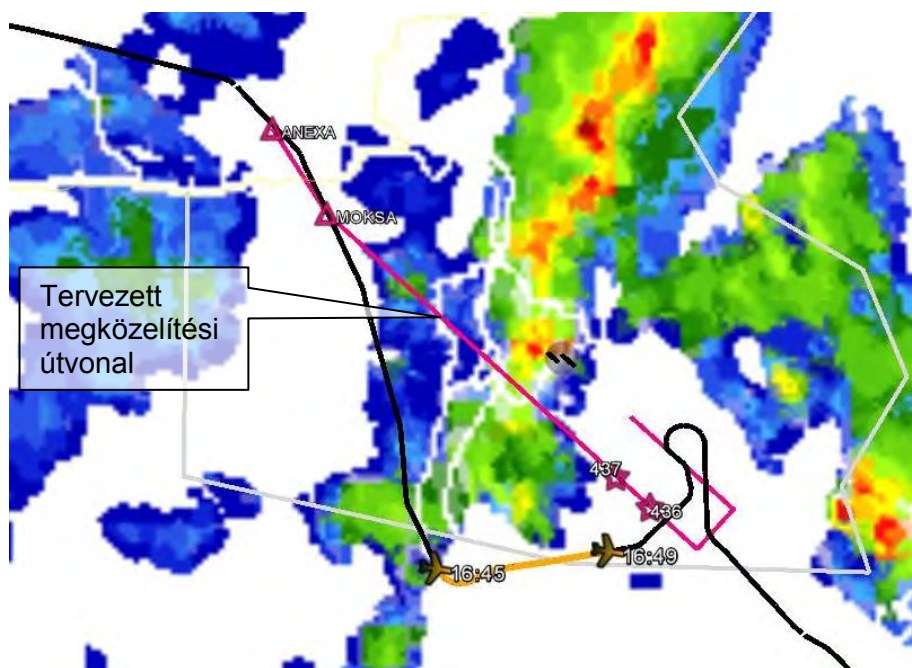 ANEXA
MOKSA
Tervezett
megközelítési
útvonal
437
436
16:45
16:49